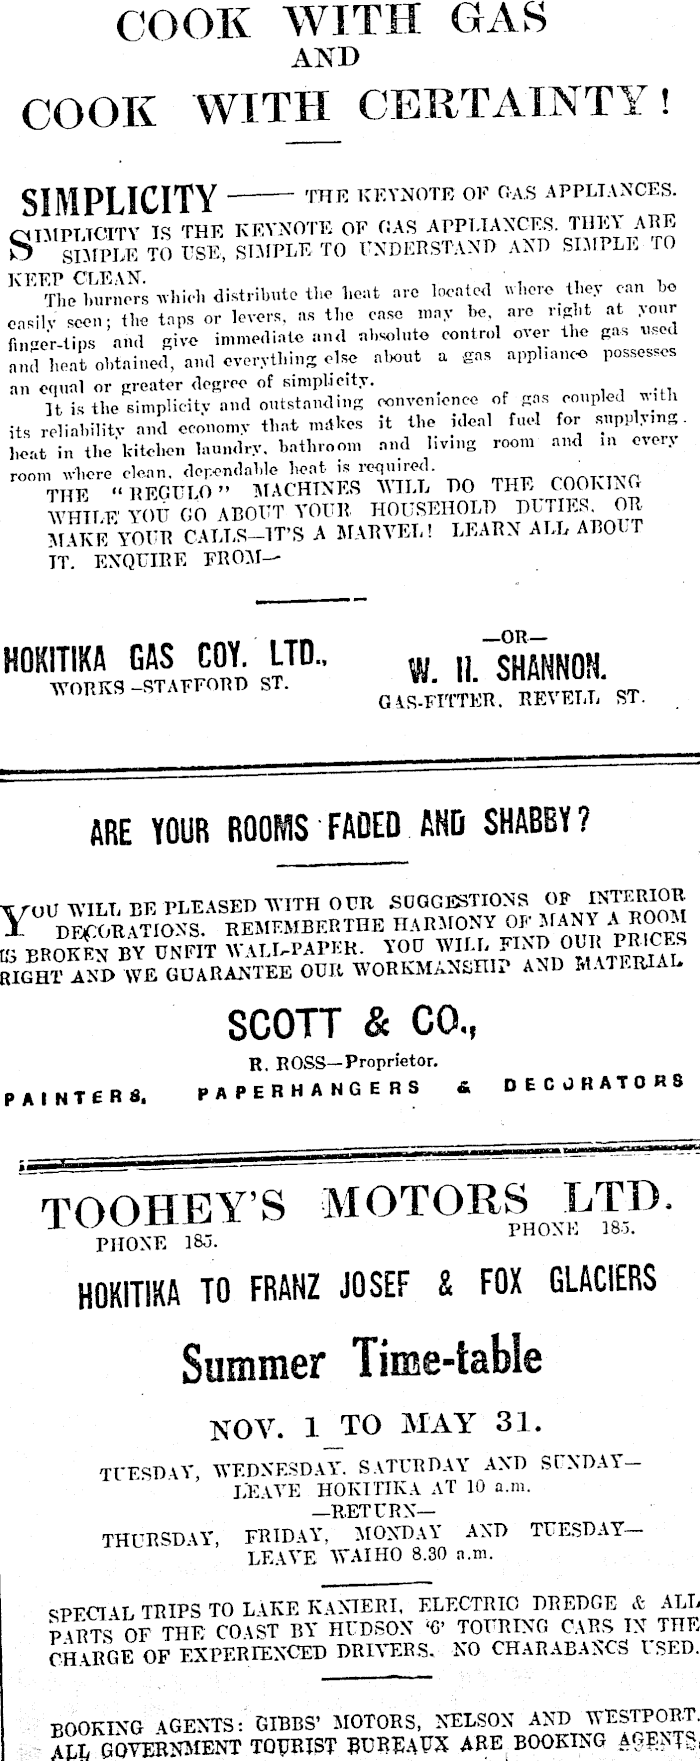 COOK WITH GAS
AND
COOK WITH CERTAINTY!
SIMPLICITY —— THE KEYNOTE OF GAS APPLIANCES.
SIMPLICITY IS THE KEYNOTE OF GAS APPLIANCES. THEY ARE
SIMPLE TO USE, SIMPLE TO UNDERSTAND AND SIMPLE TO
KEEP CLEAN.
The burners which distribute the heat are located where they can be
easily seen; the taps or levers, as the case may be, are right at your
finger-tips and give immediate and absolute control over the gas used
and heat obtained, and everything else about a gas appliance possesses
an equal or greater degree of simplicity.
It is the simplicity and outstanding convenience of gas coupled with
its reliability and economy that makes it the ideal fuel for supplying
heat in the kitchen laundry, bathroom and living room and in every
room where clean, dependable heat is required.
THE "REGULO" MACHINES WILL DO THE COOKING
WHILE YOU GO ABOUT YOUR HOUSEHOLD DUTIES, OR
MAKE YOUR CALLS—IT'S A MARVEL! LEARN ALL ABOUT
IT. ENQUIRE FROM—
HOKITIKA GAS COY. LTD.,
WORKS—STAFFORD ST.
—OR—
W. H. SHANNON.
GAS-FITTER, REVELL ST.
ARE YOUR ROOMS FADED AND SHABBY?
YOU WILL BE PLEASED WITH OUR SUGGESTIONS OF INTERIOR
DECORATIONS. REMEMBER THE HARMONY OF MANY A ROOM
IS BROKEN BY UNFIT WALL-PAPER. YOU WILL FIND OUR PRICES
RIGHT AND WE GUARANTEE OUR WORKMANSHIP AND MATERIAL
SCOTT & CO.,
R. ROSS—Proprietor.
PAINTERS, PAPERHANGERS & DECORATORS
TOOHEY'S MOTORS LTD.
PHONE 185. PHONE 185.
HOKITIKA TO FRANZ JOSEF & FOX GLACIERS
Summer Time-table
NOV. 1 TO MAY 31.
TUESDAY, WEDNESDAY. SATURDAY AND SUNDAY—
LEAVE HOKITIKA AT 10 a.m.
—RETURN—
THURSDAY, FRIDAY, MONDAY AND TUESDAY—
LEAVE WAIHO 8.30 a.m.
SPECIAL TRIPS TO LAKE KANIERI, ELECTRIC DREDGE & ALL
PARTS OF THE COAST BY HUDSON '6' TOURING CARS IN THE
CHARGE OF EXPERIENCED DRIVERS. NO CHARABANCS USED.
BOOKING AGENTS: GIBBS' MOTORS, NELSON AND WESTPORT.
ALL GOVERNMENT TOURIST BUREAUX ARE BOOKING AGENTS